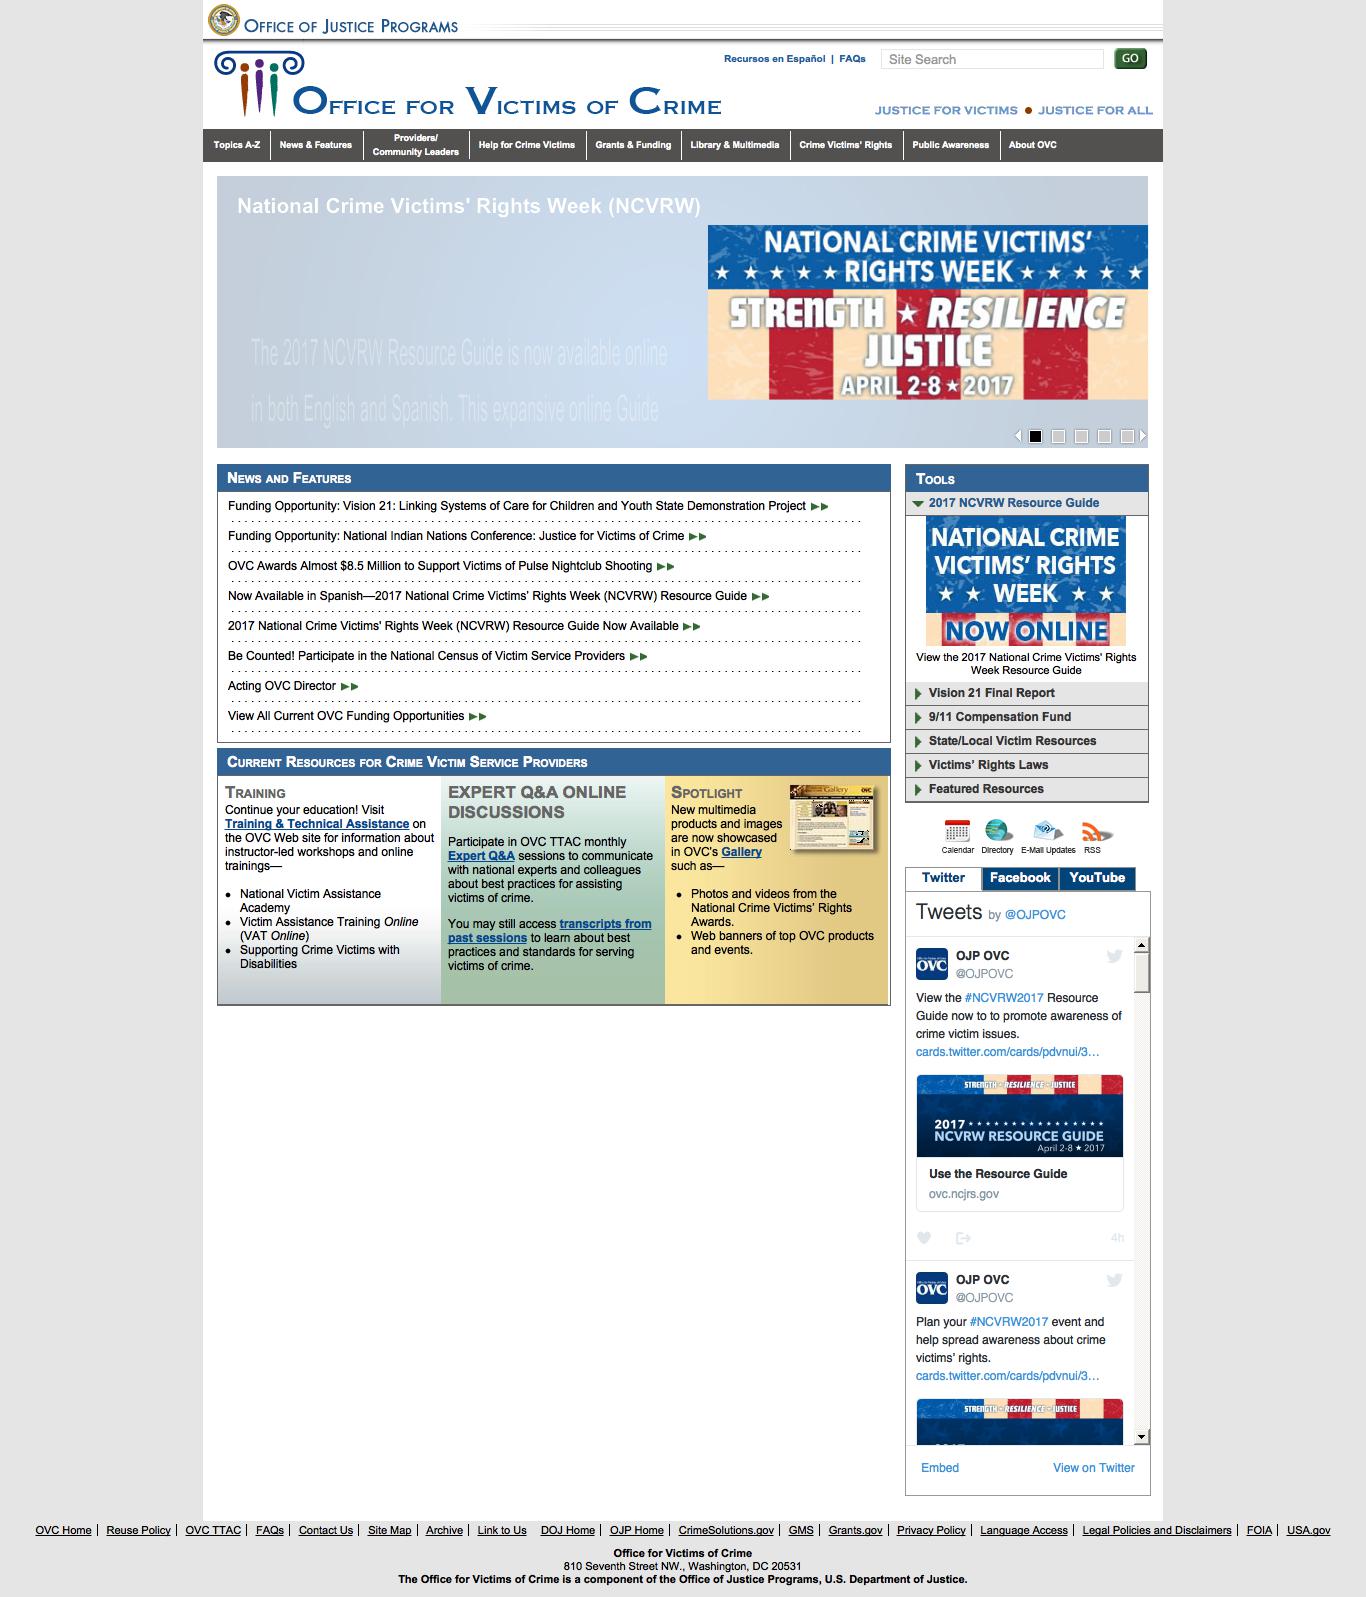 OFFICE OF JUSTICE PROGRAMS
Recursos en Español | FAQs
Site Search
GO
OFFICE FOR VICTIMS OF CRIME
JUSTICE FOR VICTIMS ● JUSTICE FOR ALL
Topics A-Z
News & Features
Providers/
Community Leaders
Help for Crime Victims
Grants & Funding
Library & Multimedia
Crime Victims' Rights
Public Awareness
About OVC
National Crime Victims' Rights Week (NCVRW)
The 2017 NCVRW Resource Guide is now available online
in both English and Spanish. This expansive online Guide
NATIONAL CRIME VICTIMS'
★ ★ ★ ★ ★ RIGHTS WEEK ★ ★ ★ ★ ★
STRENGTH ★ RESILIENCE
JUSTICE
APRIL 2-8 ★ 2017
NEWS AND FEATURES
Funding Opportunity: Vision 21: Linking Systems of Care for Children and Youth State Demonstration Project
Funding Opportunity: National Indian Nations Conference: Justice for Victims of Crime
OVC Awards Almost $8.5 Million to Support Victims of Pulse Nightclub Shooting
Now Available in Spanish—2017 National Crime Victims' Rights Week (NCVRW) Resource Guide
2017 National Crime Victims' Rights Week (NCVRW) Resource Guide Now Available
Be Counted! Participate in the National Census of Victim Service Providers
Acting OVC Director
View All Current OVC Funding Opportunities
CURRENT RESOURCES FOR CRIME VICTIM SERVICE PROVIDERS
TRAINING
Continue your education! Visit
Training & Technical Assistance on
the OVC Web site for information about
instructor-led workshops and online
trainings—
• National Victim Assistance
Academy
• Victim Assistance Training Online
(VAT Online)
• Supporting Crime Victims with
Disabilities
EXPERT Q&A ONLINE
DISCUSSIONS
Participate in OVC TTAC monthly
Expert Q&A sessions to communicate
with national experts and colleagues
about best practices for assisting
victims of crime.
You may still access transcripts from
past sessions to learn about best
practices and standards for serving
victims of crime.
SPOTLIGHT
New multimedia
products and images
are now showcased
in OVC's Gallery
such as—
Gallery
• Photos and videos from the
National Crime Victims' Rights
Awards.
• Web banners of top OVC products
and events.
TOOLS
2017 NCVRW Resource Guide
NATIONAL CRIME
VICTIMS' RIGHTS
★ ★ WEEK ★ ★
NOW ONLINE
View the 2017 National Crime Victims' Rights
Week Resource Guide
Vision 21 Final Report
9/11 Compensation Fund
State/Local Victim Resources
Victims' Rights Laws
Featured Resources
Calendar Directory E-Mail Updates RSS
Twitter Facebook YouTube
Tweets by @OJPOVC
OVC
OJP OVC
@OJPOVC
View the #NCVRW2017 Resource
Guide now to to promote awareness of
crime victim issues.
cards.twitter.com/cards/pdvnui/3…
STRENGTH ★ RESILIENCE ★ JUSTICE
2017 ★ ★ ★ ★ ★ ★ ★ ★ ★ ★ ★ ★ ★ ★ ★
NCVRW RESOURCE GUIDE
April 2-8 ★ 2017
Use the Resource Guide
ovc.ncjrs.gov
4h
OVC
OJP OVC
@OJPOVC
Plan your #NCVRW2017 event and
help spread awareness about crime
victims' rights.
cards.twitter.com/cards/pdvnui/3…
STRENGTH ★ RESILIENCE ★ JUSTICE
Embed View on Twitter
OVC Home | Reuse Policy | OVC TTAC | FAQs | Contact Us | Site Map | Archive | Link to Us DOJ Home | OJP Home | CrimeSolutions.gov | GMS | Grants.gov | Privacy Policy | Language Access | Legal Policies and Disclaimers | FOIA | USA.gov
Office for Victims of Crime
810 Seventh Street NW., Washington, DC 20531
The Office for Victims of Crime is a component of the Office of Justice Programs, U.S. Department of Justice.